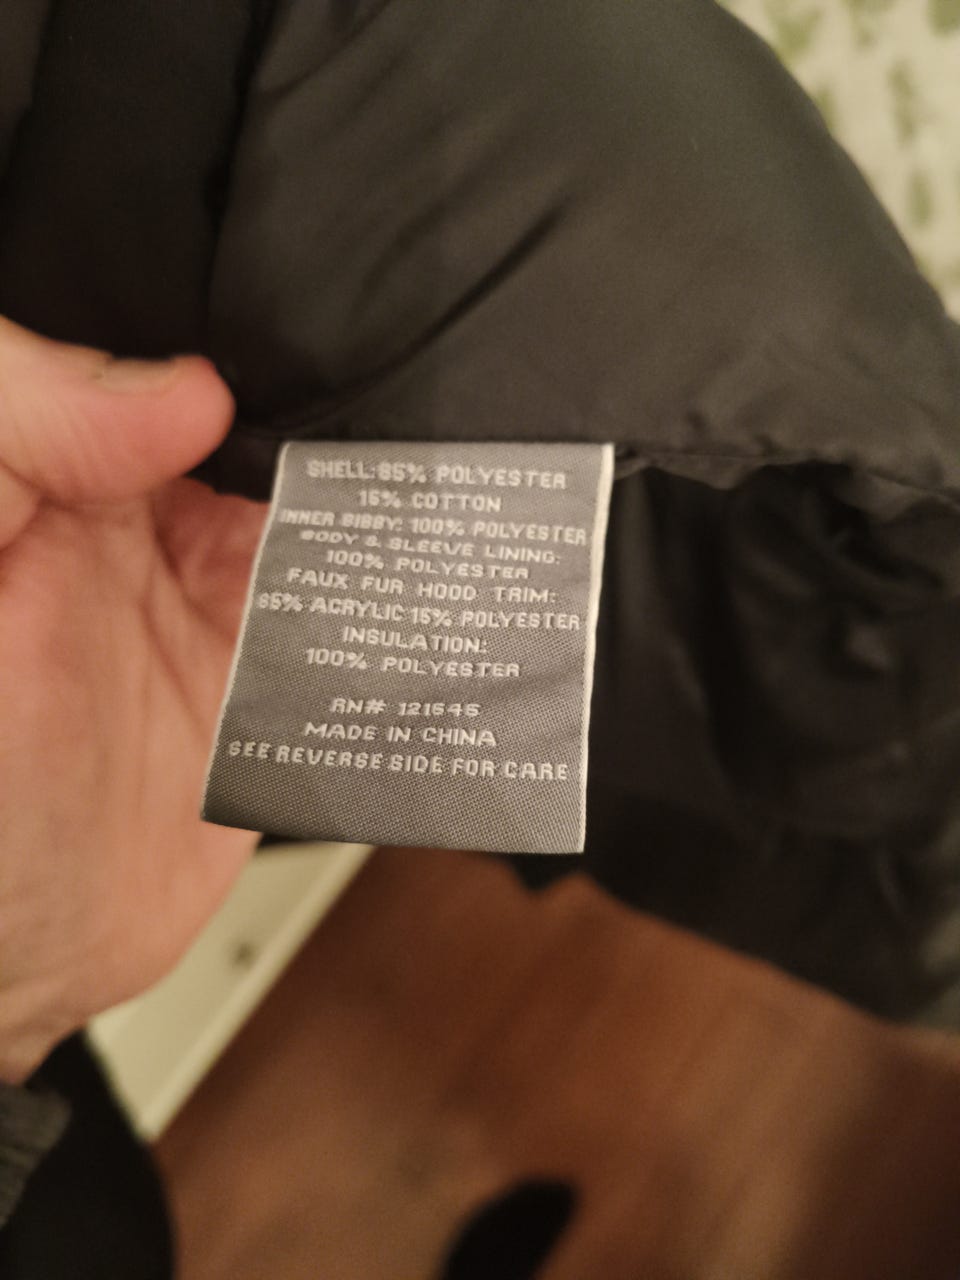 SHELL:85% POLYESTER
15% COTTON
INNER BIBBY: 100% POLYESTER
BODY & SLEEVE LINING:
100% POLYESTER
FAUX FUR HOOD TRIM:
85% ACRYLIC 15% POLYESTER
INSULATION:
100% POLYESTER
RN# 121545
MADE IN CHINA
SEE REVERSE SIDE FOR CARE